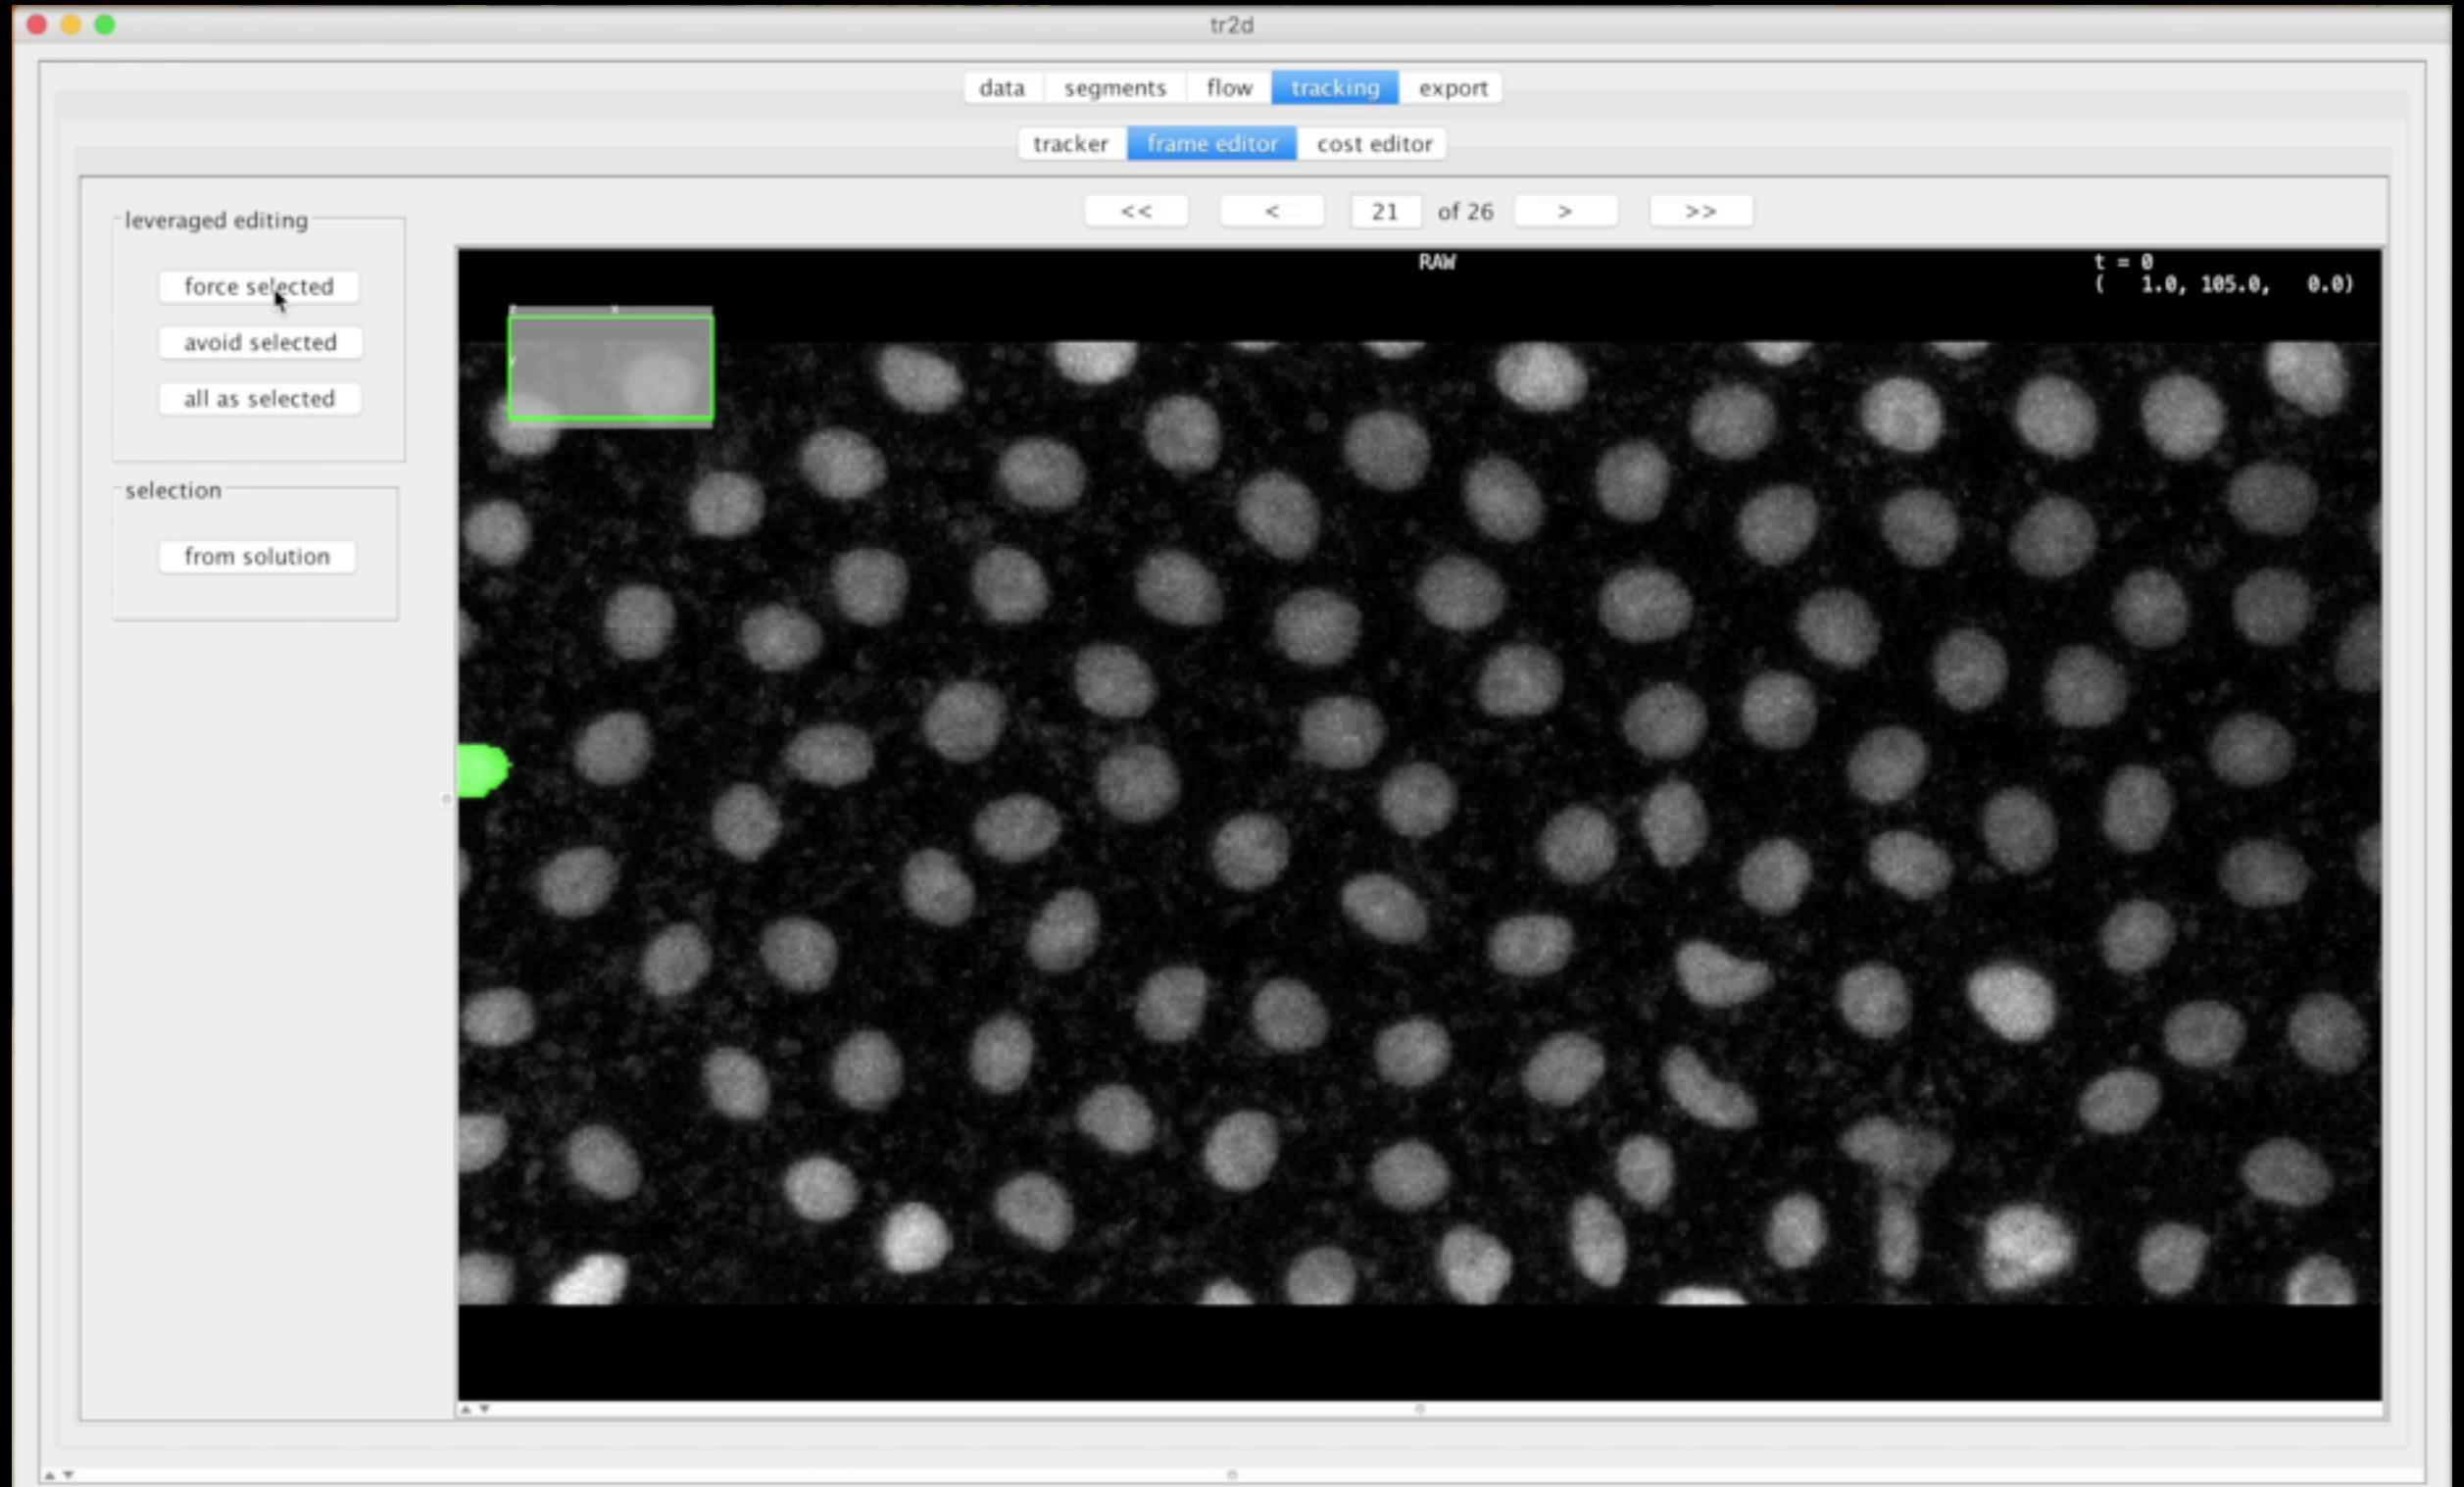 tr2d
data segments flow tracking export
tracker frame editor cost editor
<< < 21 of 26 > >>
leveraged editing
force selected
avoid selected
all as selected
selection
from solution
RAW
t = 0
( 1.0, 105.0, 0.0)